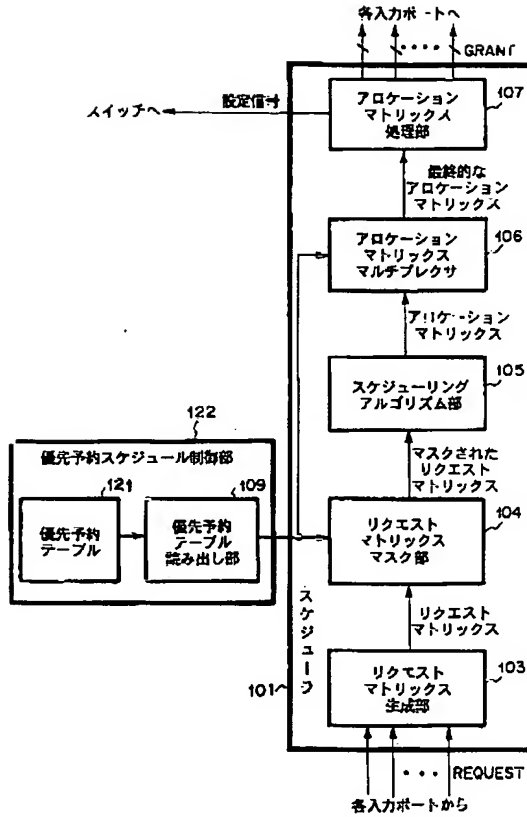 各入力ポートへ
GRANT
設定信号
スイッチへ
アロケーション
マトリックス
処理部
107
最終的な
アロケーション
マトリックス
106
アロケーション
マトリックス
マルチプレクサ
アロケーション
マトリックス
105
スケジューリング
アルゴリズム部
122
優先予約スケジュール制御部
マスクされた
リクエスト
マトリックス
121
109
104
優先予約
テーブル
優先予約
テーブル
読み出し部
リクエスト
マトリックス
マスク部
スケジューラ
リクエスト
マトリックス
103
101
リクエスト
マトリックス
生成部
REQUEST
各入力ポートから